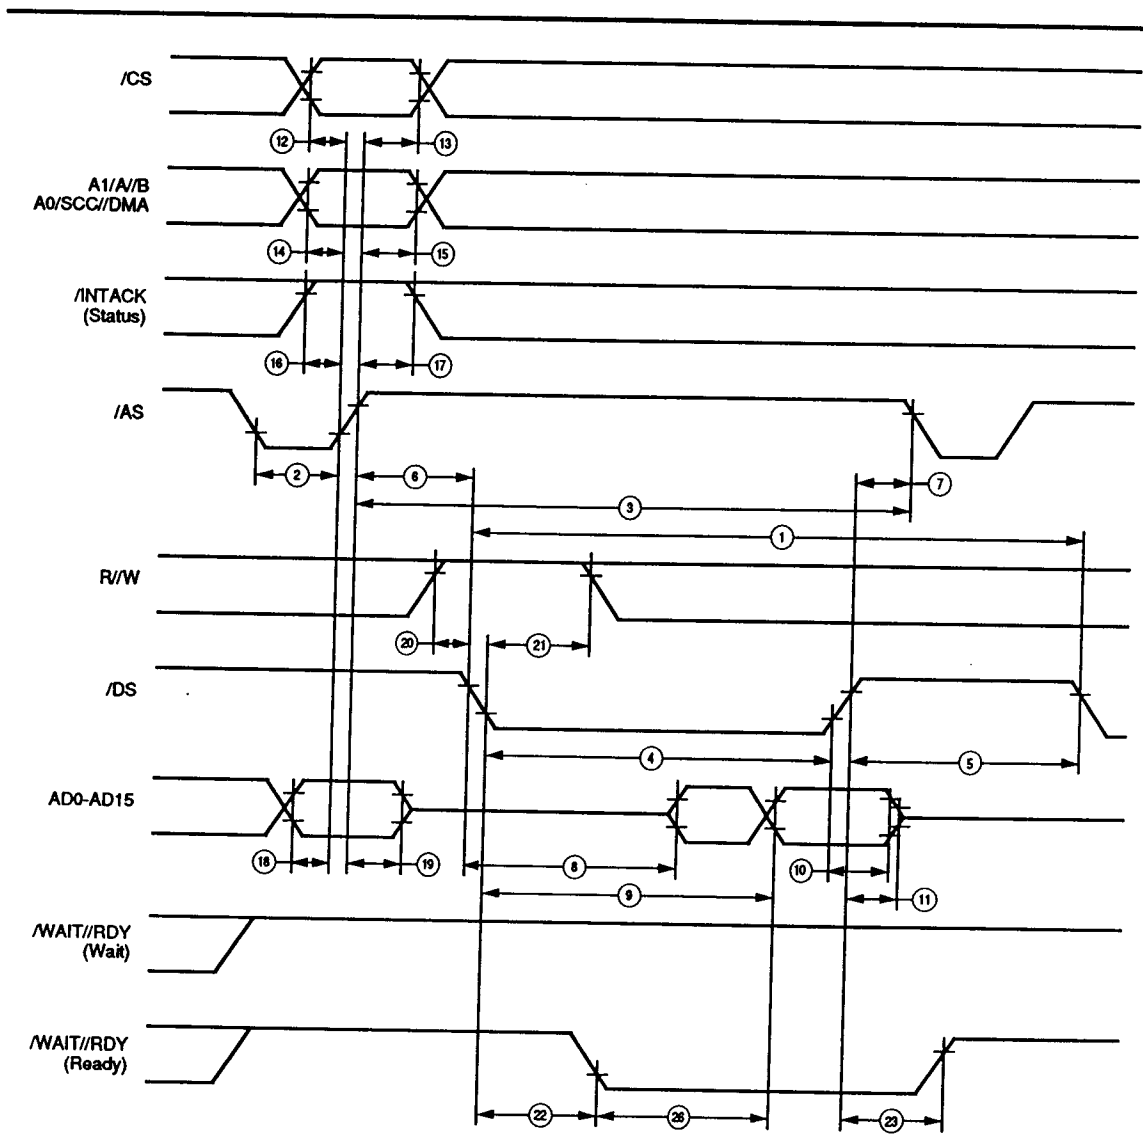 /CS
12 13
A1/A//B
A0/SCC//DMA
14 15
/INTACK
(Status)
16 17
/AS
2 6 7
3
1
R//W
20 21
/DS
4 5
AD0-AD15
18 19 8 10
9 11
/WAIT//RDY
(Wait)
/WAIT//RDY
(Ready)
22 26 23